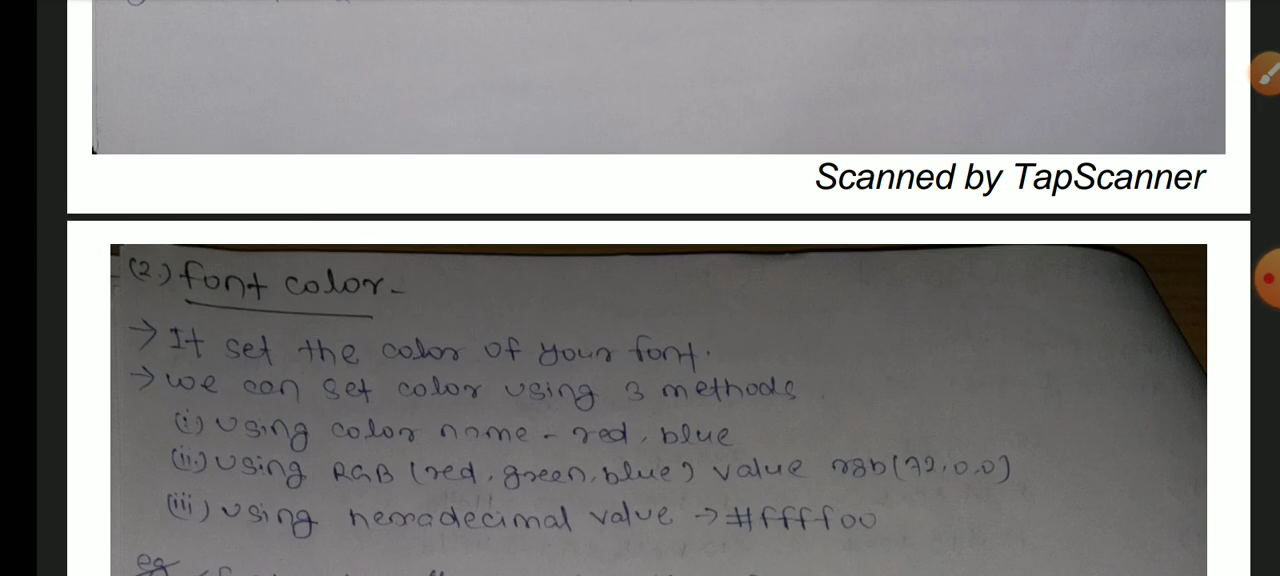 Scanned by TapScanner
(2.) font color-
→ It set the color of your font.
→ we can set color using 3 methods
(i) using color name - red, blue
(ii) using RGB (red, green, blue) value rgb(72,0,0)
(iii) using hexadecimal value → #ffff00
eg